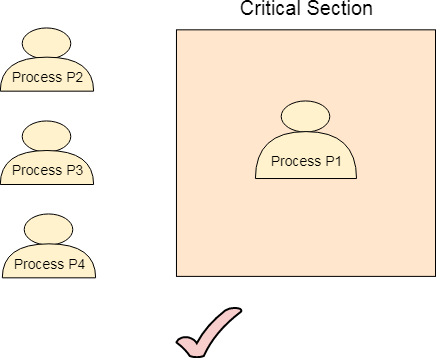 Critical Section
Process P2
Process P1
Process P3
Process P4